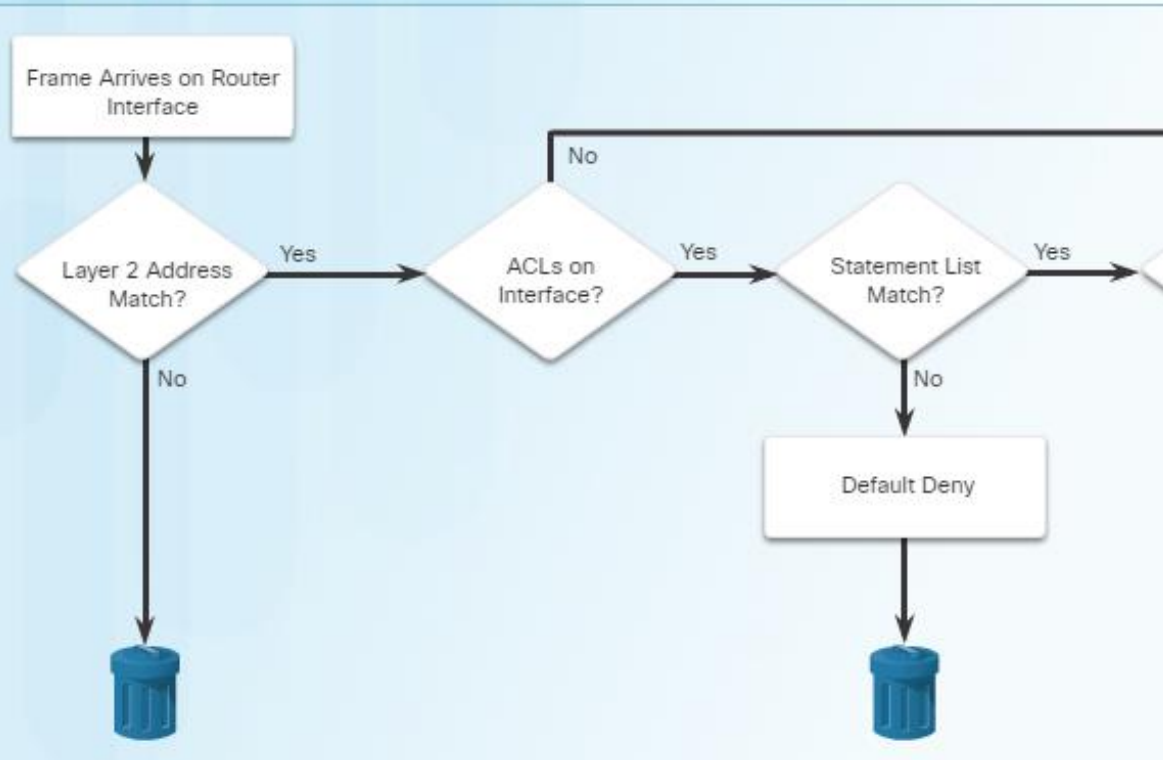 Frame Arrives on Router
Interface
No
Yes
Yes
Yes
Layer 2 Address
Match?
ACLs on
Interface?
Statement List
Match?
No
No
Default Deny